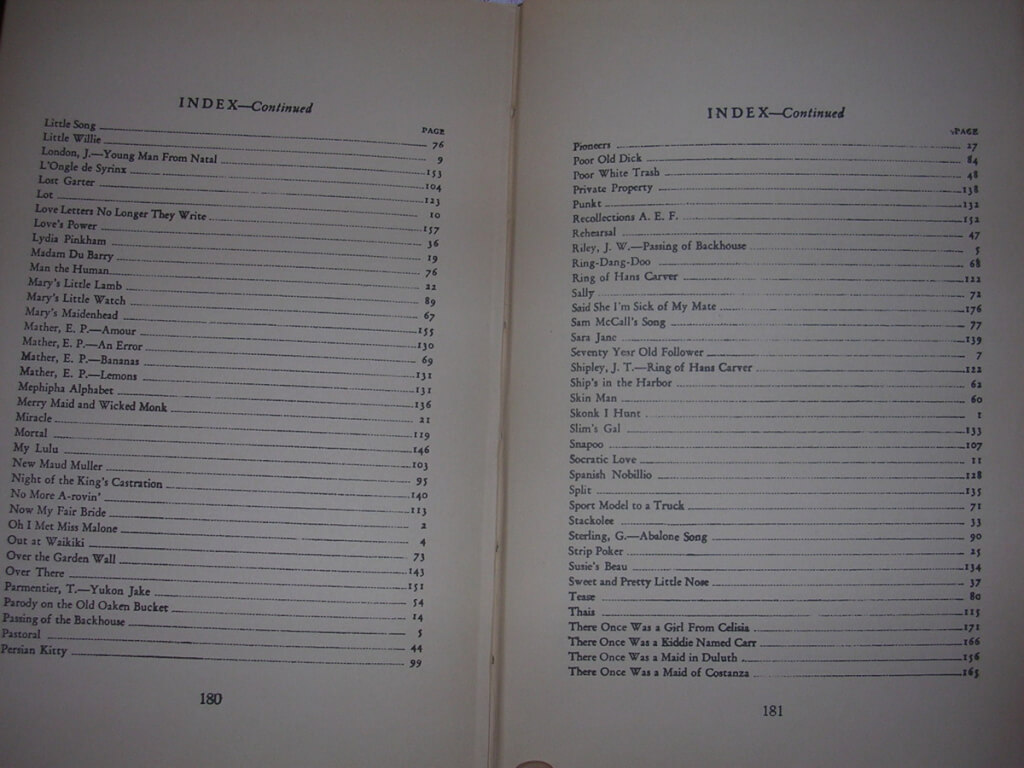 INDEX—Continued
PAGE
Little Song 76
Little Willie 9
London, J.—Young Man From Natal 153
L'Ongle de Syrinx 104
Lost Garter 123
Lot 10
Love Letters No Longer They Write 157
Love's Power 36
Lydia Pinkham 19
Madam Du Barry 76
Man the Human 22
Mary's Little Lamb 89
Mary's Little Watch 67
Mary's Maidenhead 155
Mather, E. P.—Amour 130
Mather, E. P.—An Error 69
Mather, E. P.—Bananas 131
Mather, E. P.—Lemons 131
Mephipha Alphabet 136
Merry Maid and Wicked Monk 21
Miracle 119
Mortal 146
My Lulu 103
New Maud Muller 95
Night of the King's Castration 140
No More A-rovin' 113
Now My Fair Bride 2
Oh I Met Miss Malone 4
Out at Waikiki 73
Over the Garden Wall 143
Over There 151
Parmentier, T.—Yukon Jake 54
Parody on the Old Oaken Bucket 14
Passing of the Backhouse 5
Pastoral 44
Persian Kitty 99
180
INDEX—Continued
PAGE
Pioneers 27
Poor Old Dick 84
Poor White Trash 48
Private Property 138
Punkt 132
Recollections A. E. F. 152
Rehearsal 47
Riley, J. W.—Passing of Backhouse 5
Ring-Dang-Doo 68
Ring of Hans Carver 122
Sally 72
Said She I'm Sick of My Mate 176
Sam McCall's Song 77
Sara Jane 139
Seventy Year Old Follower 7
Shipley, J. T.—Ring of Hans Carver 122
Ship's in the Harbor 62
Skin Man 60
Skonk I Hunt 1
Slim's Gal 133
Snapoo 107
Socratic Love 11
Spanish Nobillio 128
Split 135
Sport Model to a Truck 71
Stackolee 33
Sterling, G.—Abalone Song 90
Strip Poker 25
Susie's Beau 134
Sweet and Pretty Little Nose 37
Tease 80
Thais 115
There Once Was a Girl From Celisia 171
There Once Was a Kiddie Named Carr 166
There Once Was a Maid in Duluth 156
There Once Was a Maid of Costanza 165
181